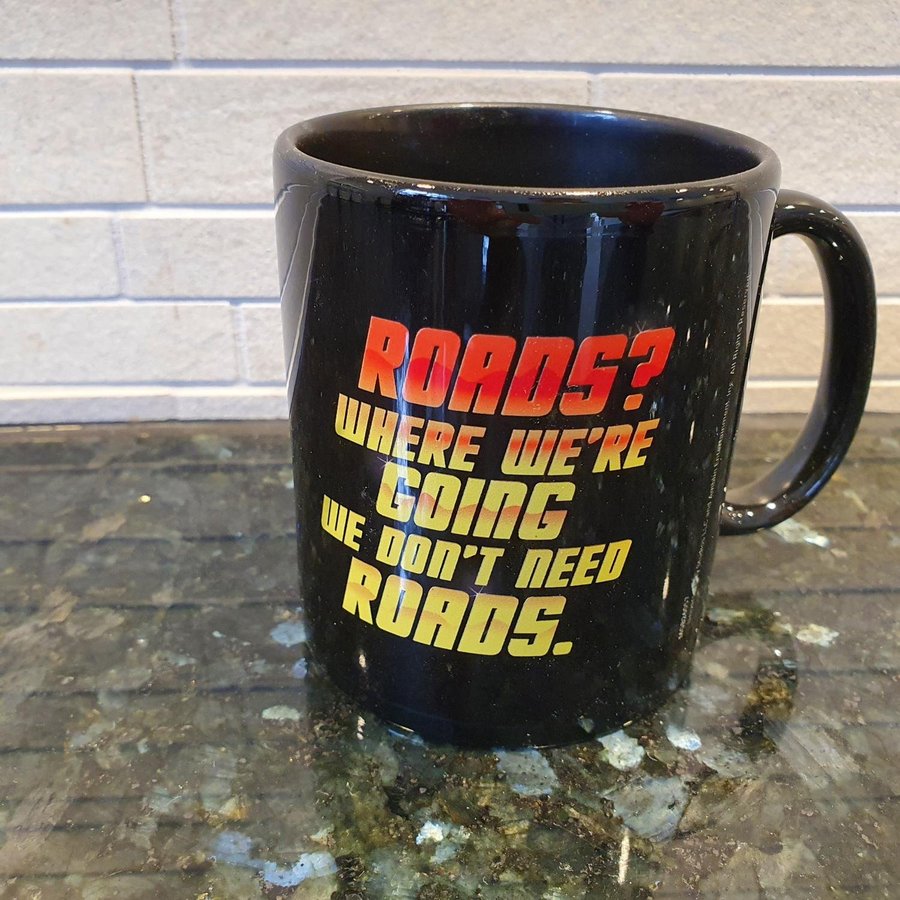 ROADS?
WHERE WE'RE
GOING
WE DON'T NEED
ROADS.